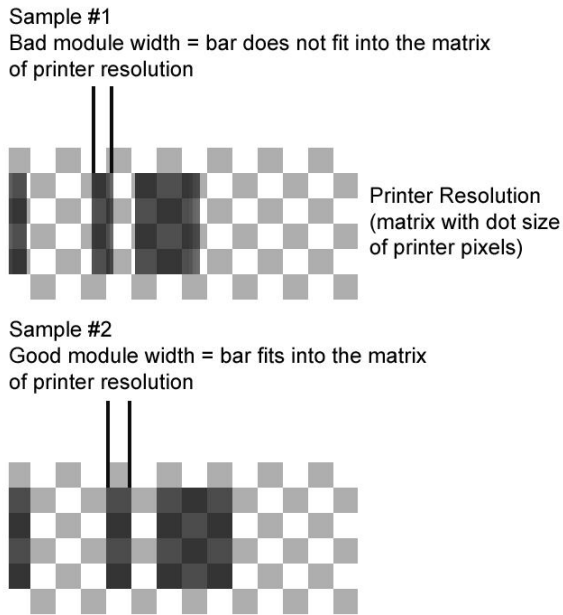 Sample #1
Bad module width = bar does not fit into the matrix
of printer resolution
Printer Resolution
(matrix with dot size
of printer pixels)
Sample #2
Good module width = bar fits into the matrix
of printer resolution